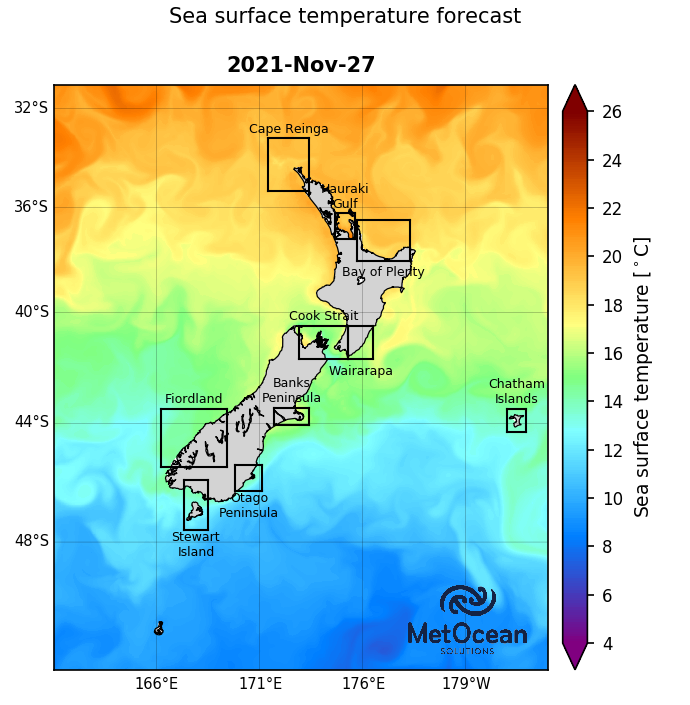 Sea surface temperature forecast
2021-Nov-27
32°S
36°S
40°S
44°S
48°S
166°E
171°E
176°E
179°W
Cape Reinga
Hauraki
Gulf
Bay of Plenty
Cook Strait
Wairarapa
Banks
Peninsula
Fiordland
Chatham
Islands
Otago
Peninsula
Stewart
Island
MetOcean
SOLUTIONS
26
24
22
20
18
16
14
12
10
8
6
4
Sea surface temperature [°C]